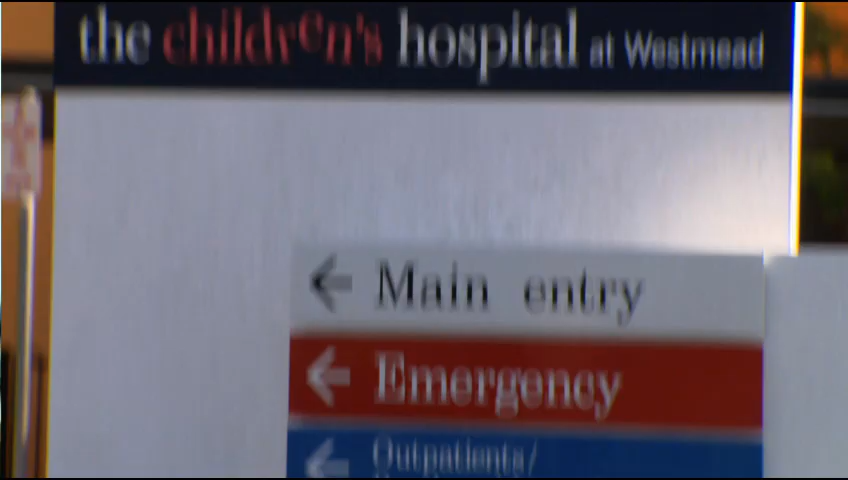 the children's hospital at Westmead
← Main entry
← Emergency
← Outpatients/